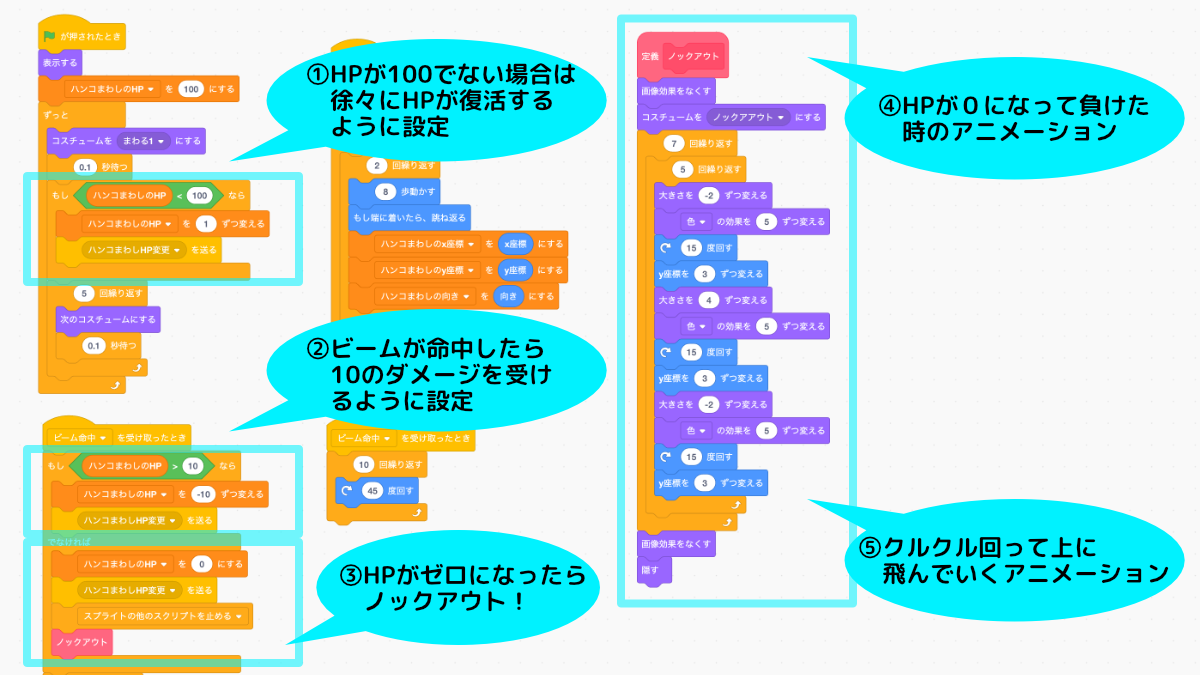 が押されたとき
表示する
ハンコまわしのHP を 100 にする
ずっと
コスチュームを まわる1 にする
0.1 秒待つ
もし ハンコまわしのHP < 100 なら
ハンコまわしのHP を 1 ずつ変える
ハンコまわしHP変更 を送る
5 回繰り返す
次のコスチュームにする
0.1 秒待つ
①HPが100でない場合は
徐々にHPが復活する
ように設定
2 回繰り返す
8 歩動かす
もし端に着いたら、跳ね返る
ハンコまわしのx座標 を x座標 にする
ハンコまわしのy座標 を y座標 にする
ハンコまわしの向き を 向き にする
②ビームが命中したら
10のダメージを受け
るように設定
ビーム命中 を受け取ったとき
もし ハンコまわしのHP > 10 なら
ハンコまわしのHP を -10 ずつ変える
ハンコまわしHP変更 を送る
でなければ
ハンコまわしのHP を 0 にする
ハンコまわしHP変更 を送る
スプライトの他のスクリプトを止める
ノックアウト
ビーム命中 を受け取ったとき
10 回繰り返す
45 度回す
③HPがゼロになったら
ノックアウト！
定義 ノックアウト
画像効果をなくす
コスチュームを ノックアアウト にする
7 回繰り返す
5 回繰り返す
大きさを -2 ずつ変える
色 の効果を 5 ずつ変える
15 度回す
y座標を 3 ずつ変える
大きさを 4 ずつ変える
色 の効果を 5 ずつ変える
15 度回す
y座標を 3 ずつ変える
大きさを -2 ずつ変える
色 の効果を 5 ずつ変える
15 度回す
y座標を 3 ずつ変える
画像効果をなくす
隠す
④HPが０になって負けた
時のアニメーション
⑤クルクル回って上に
飛んでいくアニメーション